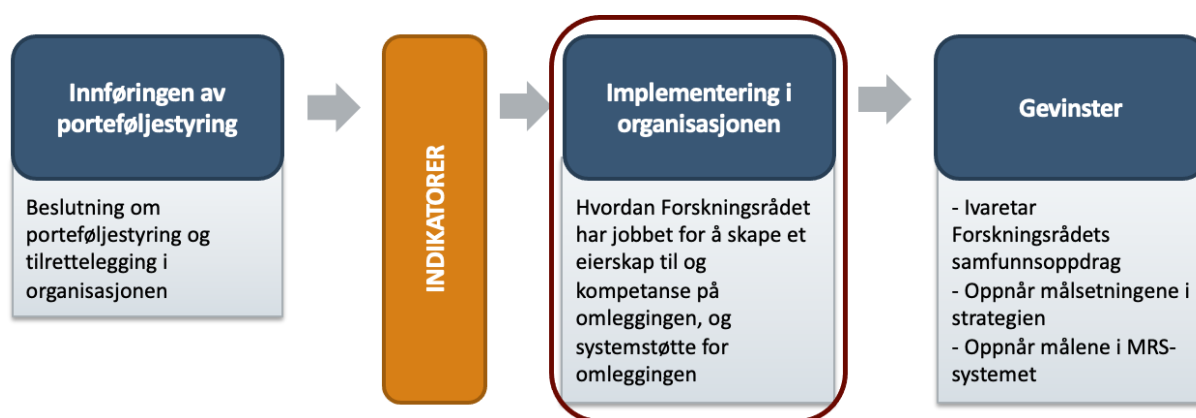 Innføringen av
porteføljestyring
Beslutning om
porteføljestyring og
tilrettelegging i
organisasjonen
INDIKATORER
Implementering i
organisasjonen
Hvordan Forskningsrådet
har jobbet for å skape et
eierskap til og
kompetanse på
omleggingen, og
systemstøtte for
omleggingen
Gevinster
- Ivaretar
Forskningsrådets
samfunnsoppdrag
- Oppnår målsetningene i
strategien
- Oppnår målene i MRS-
systemet